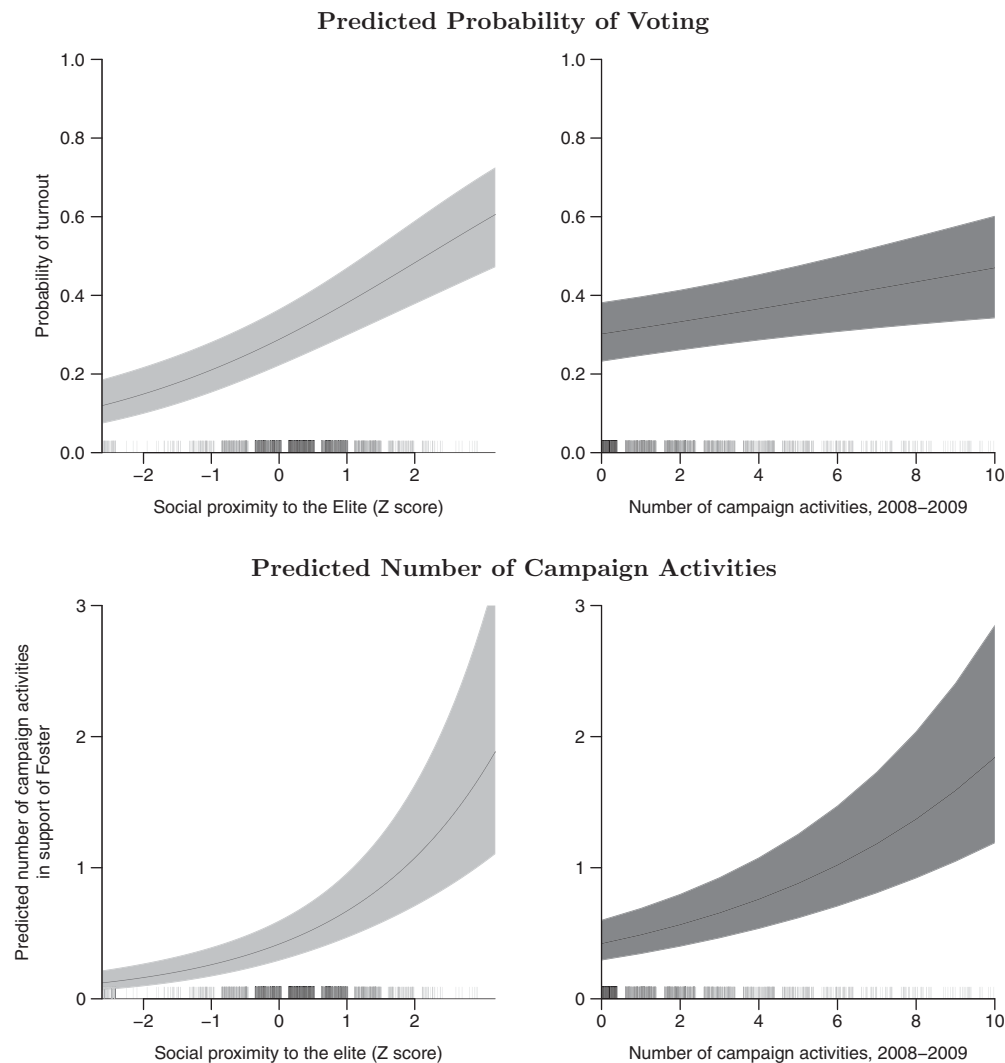 Predicted Probability of Voting
1.0
0.8
0.6
0.4
0.2
0.0
Probability of turnout
−2 −1 0 1 2
Social proximity to the Elite (Z score)
1.0
0.8
0.6
0.4
0.2
0.0
0 2 4 6 8 10
Number of campaign activities, 2008–2009
Predicted Number of Campaign Activities
3
2
1
0
Predicted number of campaign activities
in support of Foster
−2 −1 0 1 2
Social proximity to the elite (Z score)
3
2
1
0
0 2 4 6 8 10
Number of campaign activities, 2008–2009